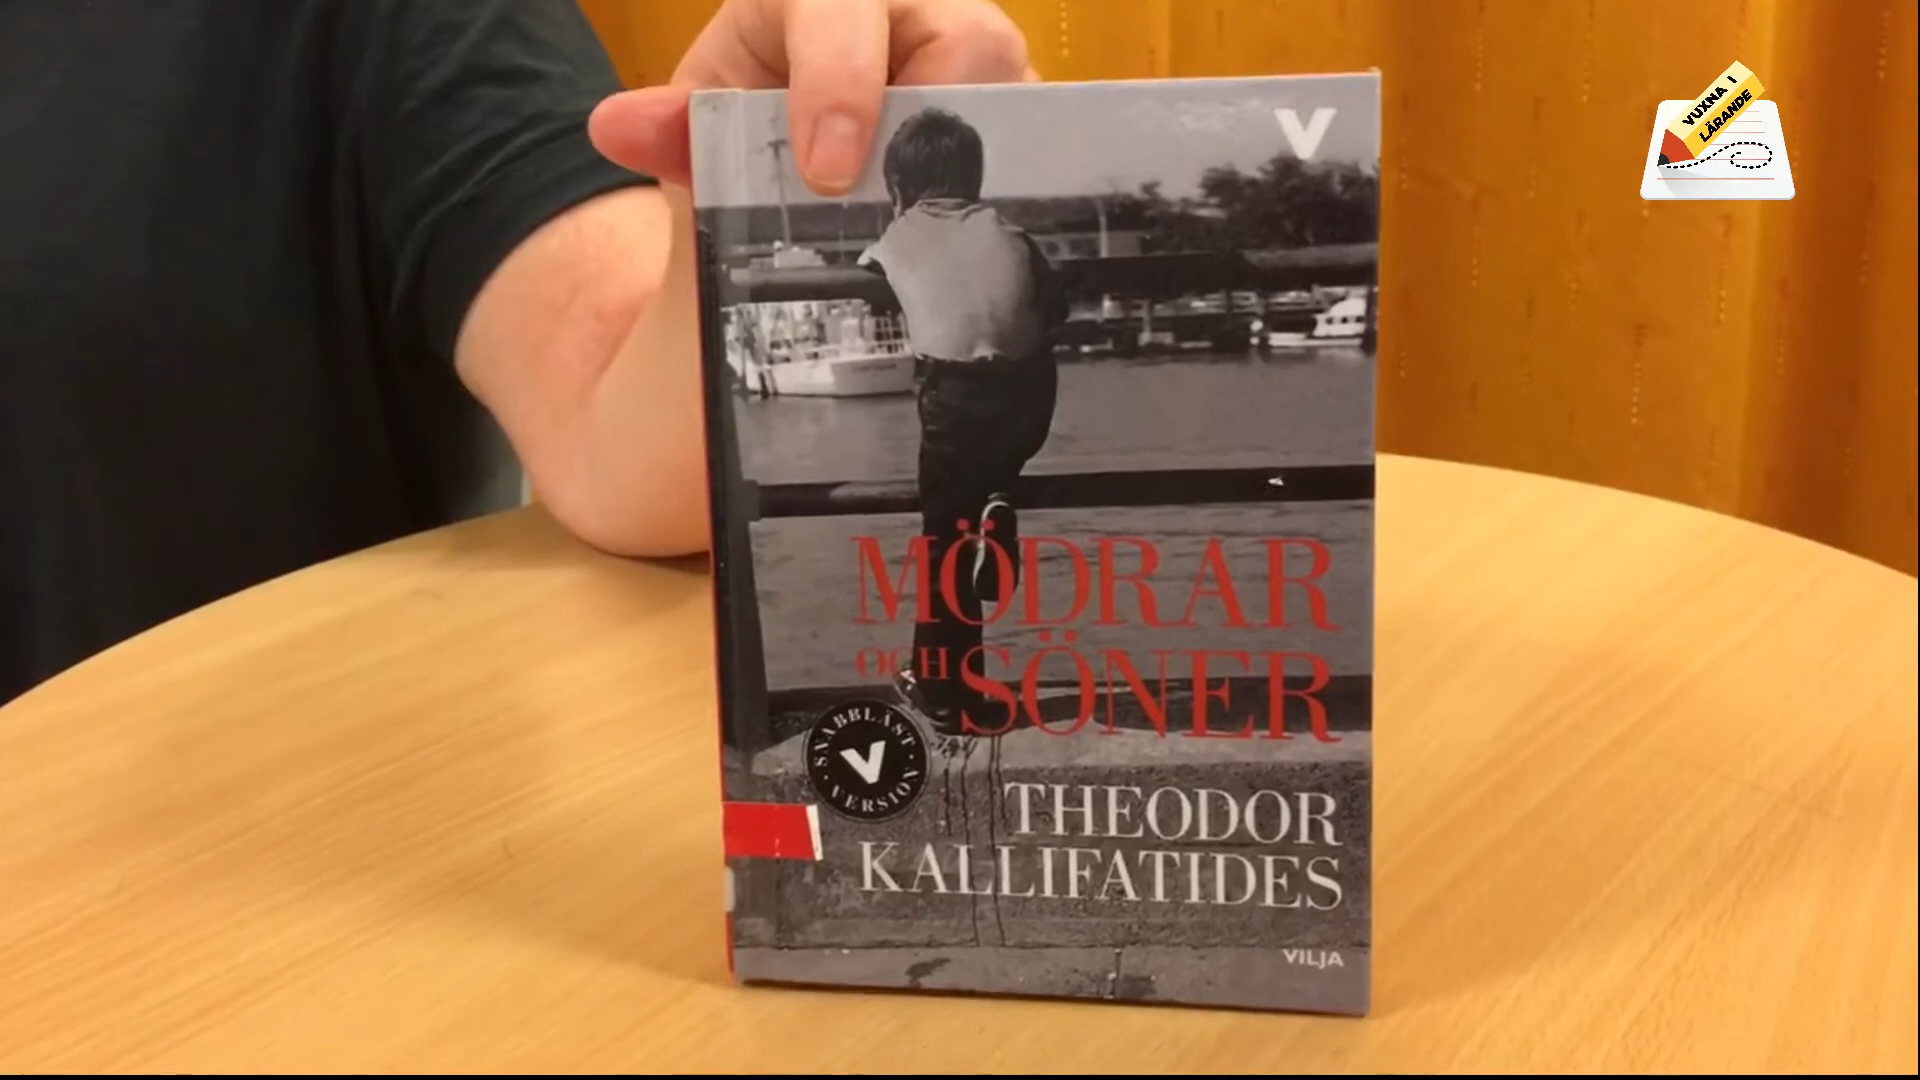 VUXNA I
LÄRANDE
V
MÖDRAR
OCH SÖNER
SNABBLÄST
V
VERSION
THEODOR
KALLIFATIDES
VILJA